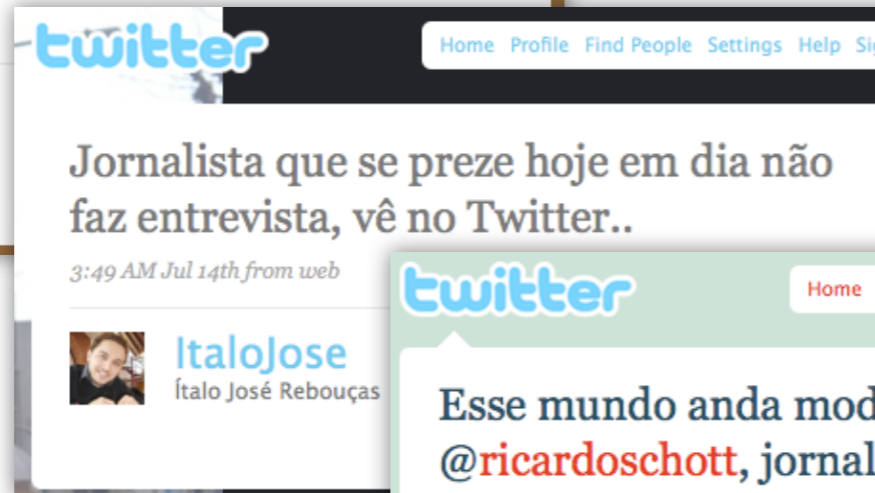 twitter
Home Profile Find People Settings Help
Jornalista que se preze hoje em dia não
faz entrevista, vê no Twitter..
3:49 AM Jul 14th from web
ItaloJose
Ítalo José Rebouças
twitter
Home
Esse mundo anda
@ricardoschott,